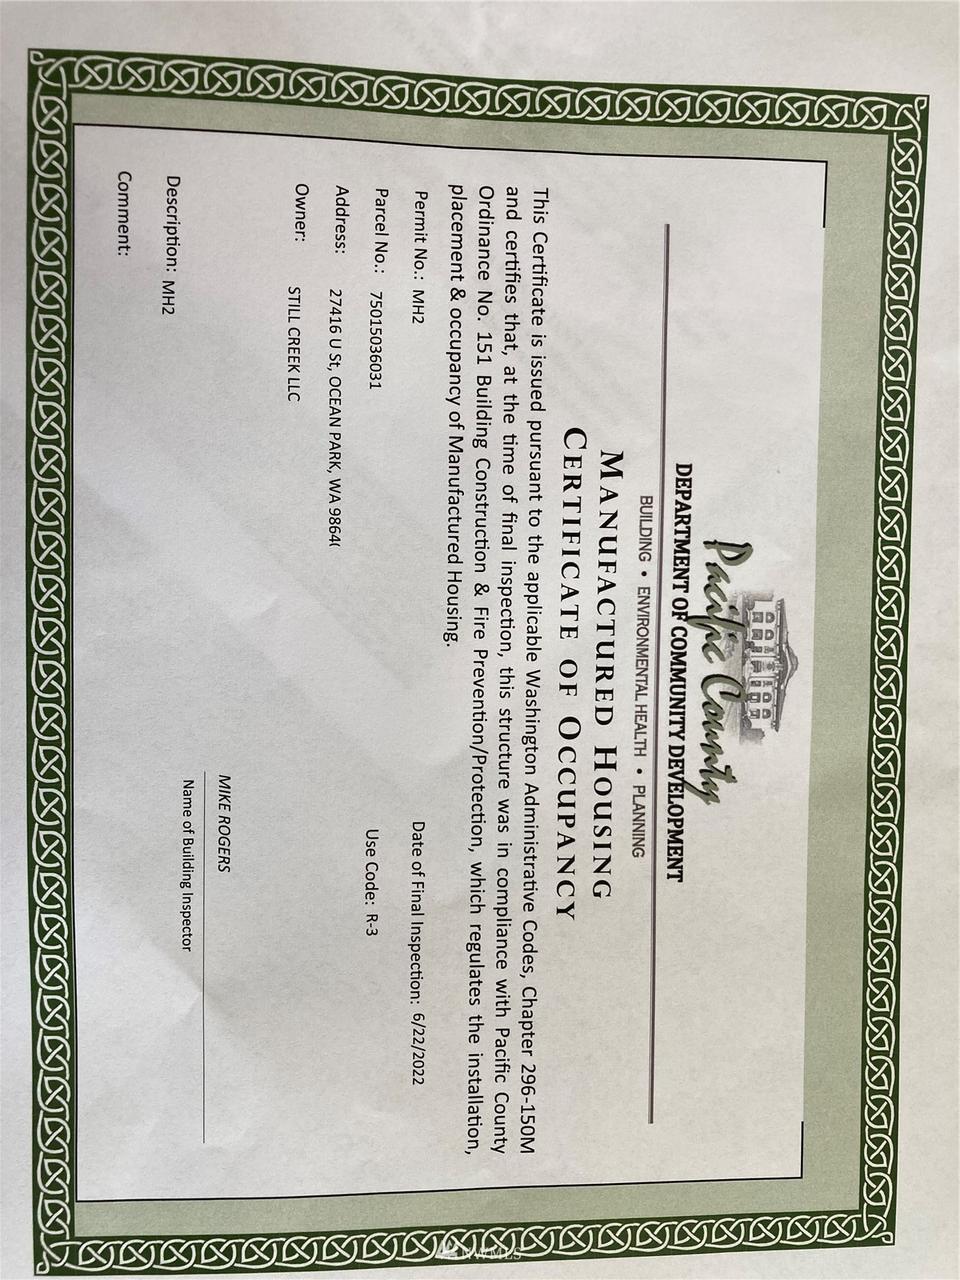 Pacific County
DEPARTMENT OF COMMUNITY DEVELOPMENT
BUILDING • ENVIRONMENTAL HEALTH • PLANNING
MANUFACTURED HOUSING
CERTIFICATE OF OCCUPANCY
This Certificate is issued pursuant to the applicable Washington Administrative Codes, Chapter 296-150M
and certifies that, at the time of final inspection, this structure was in compliance with Pacific County
Ordinance No. 151 Building Construction & Fire Prevention/Protection, which regulates the installation,
placement & occupancy of Manufactured Housing.
Permit No.: MH2 Date of Final Inspection: 6/22/2022
Parcel No.: 75015036031 Use Code: R-3
Address: 27416 U St, OCEAN PARK, WA 9864(
Owner: STILL CREEK LLC
MIKE ROGERS
Name of Building Inspector
Description: MH2
Comment:
NWMLS